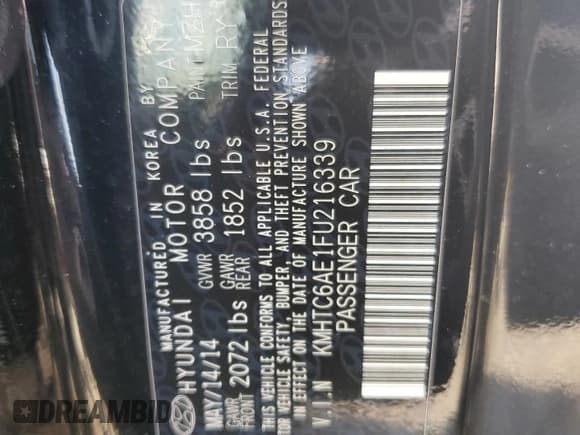 MANUFACTURED IN KOREA BY
HYUNDAI MOTOR COMPANY
MAY/14/14 GVWR 3858 lbs PAINT MZH
GAWR FRONT 2072 lbs GAWR REAR 1852 lbs TRIM RY
THIS VEHICLE CONFORMS TO ALL APPLICABLE U.S.A. FEDERAL
MOTOR VEHICLE SAFETY, BUMPER, AND THEFT PREVENTION STANDARDS
IN EFFECT ON THE DATE OF MANUFACTURE SHOWN ABOVE
V.I.N KMHTC6AE1FU216339
PASSENGER CAR
DREAMBID